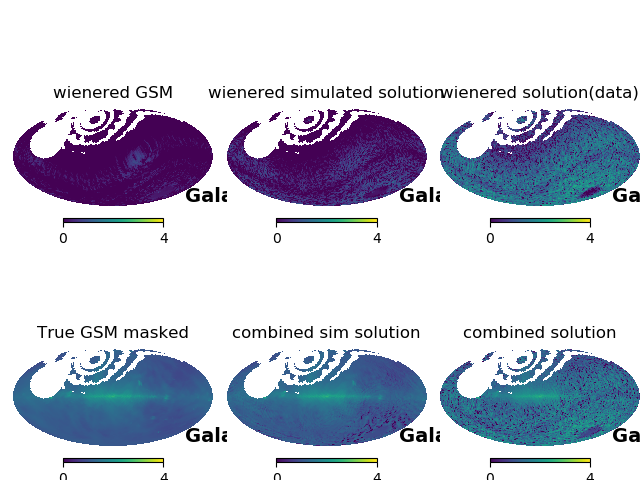 wienered GSM
wienered simulated solution
wienered solution(data)
Gala
Gala
Ga
0 4
0 4
0 4
True GSM masked
combined sim solution
combined solution
Gala
Gala
Ga
0 4
0 4
0 4